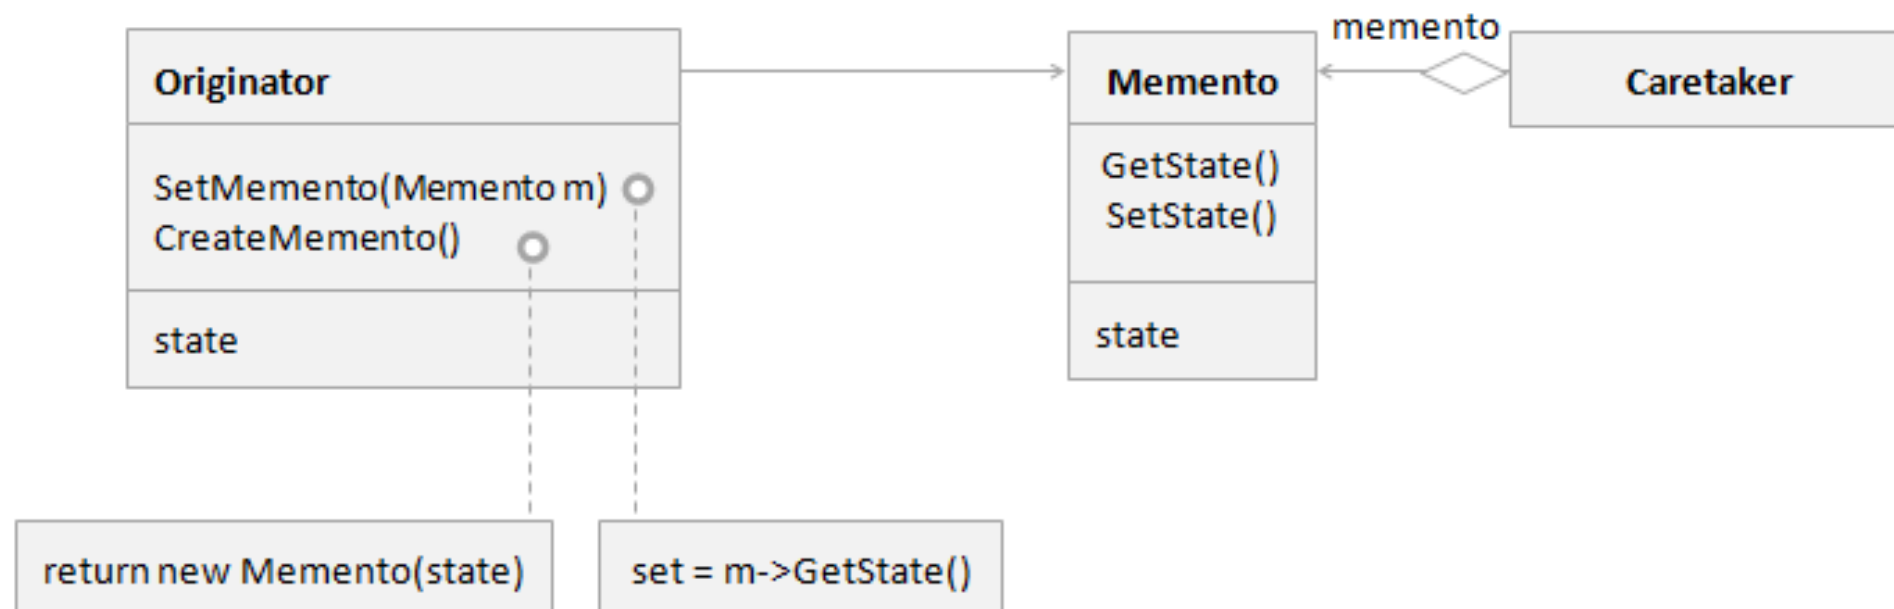 memento
Originator
Memento
Caretaker
SetMemento(Memento m)
CreateMemento()
GetState()
SetState()
state
state
return new Memento(state)
set = m->GetState()